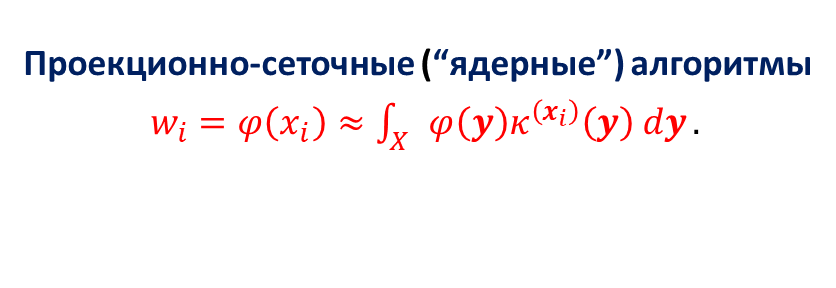 Проекционно-сеточные (“ядерные”) алгоритмы
wᵢ = φ(xᵢ) ≈ ∫_X φ(y)κ^(xᵢ)(y) dy.